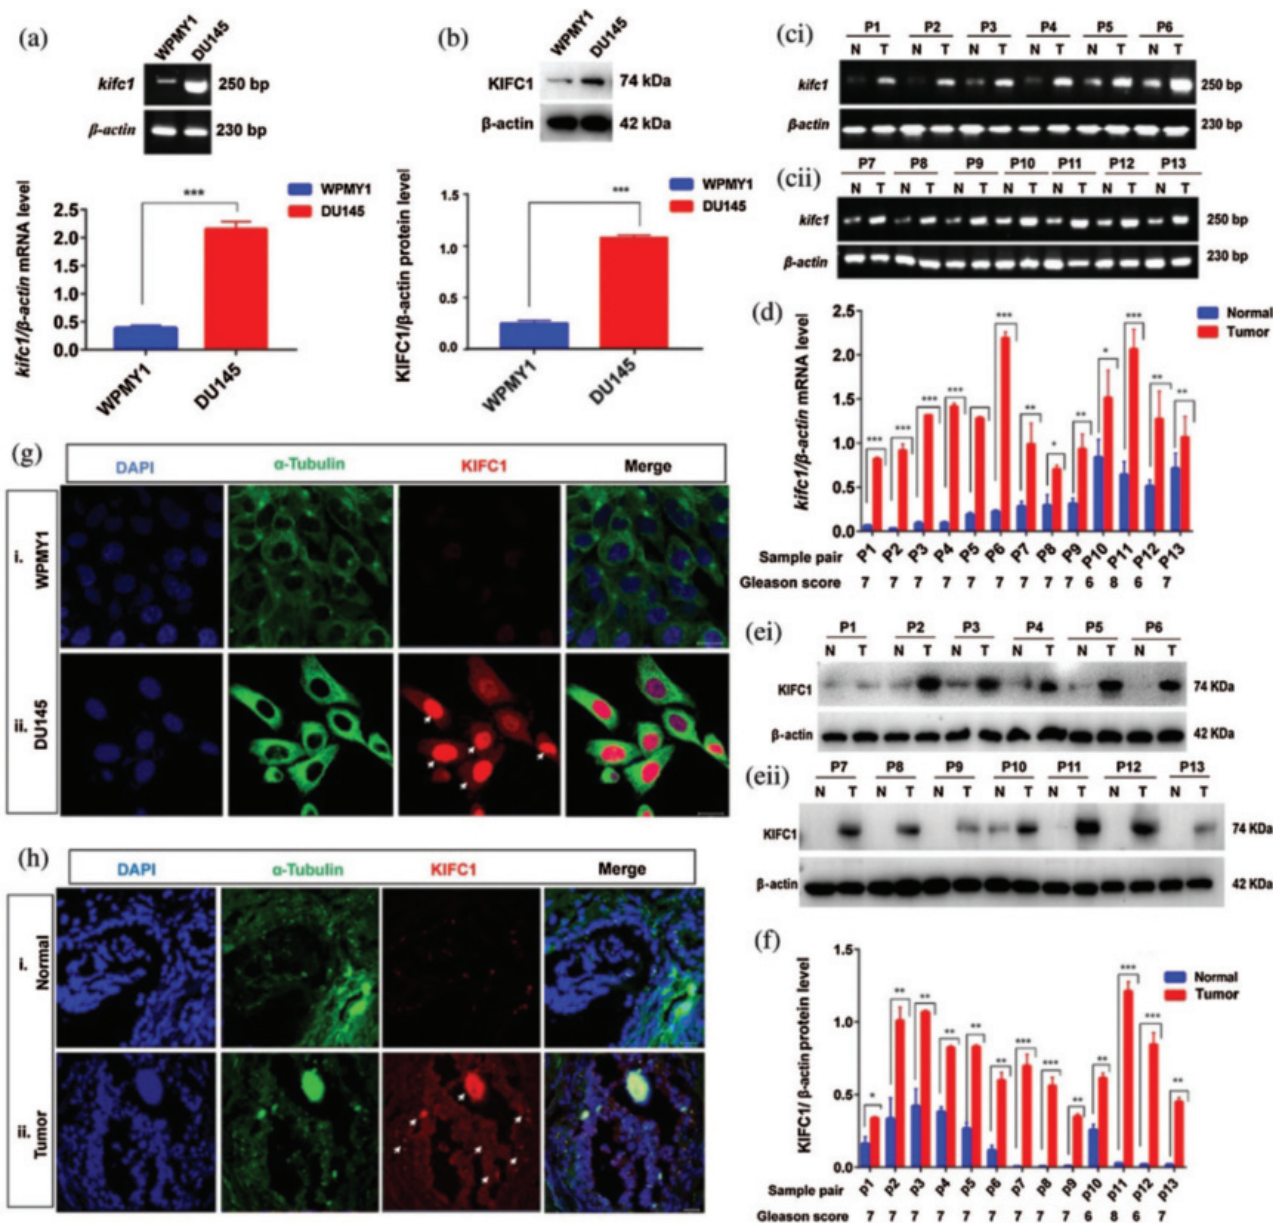 (a)
WPMY1 DU145
kifc1 250 bp
β-actin 230 bp
***
WPMY1
DU145
kifc1/β-actin mRNA level
2.5
2.0
1.5
1.0
0.5
0.0
WPMY1 DU145
(b)
WPMY1 DU145
KIFC1 74 kDa
β-actin 42 kDa
***
WPMY1
DU145
KIFC1/β-actin protein level
1.5
1.0
0.5
0.0
WPMY1 DU145
(ci)
P1 P2 P3 P4 P5 P6
N T N T N T N T N T N T
kifc1 250 bp
β-actin 230 bp
(cii)
P7 P8 P9 P10 P11 P12 P13
N T N T N T N T N T N T N T
kifc1 250 bp
β-actin 230 bp
(d)
Normal
Tumor
kifc1/β-actin mRNA level
2.5
2.0
1.5
1.0
0.5
0.0
*** *** *** *** *** ** * ** * *** ** **
Sample pair P1 P2 P3 P4 P5 P6 P7 P8 P9 P10 P11 P12 P13
Gleason score 7 7 7 7 7 7 7 7 7 6 8 6 7
(ei)
P1 P2 P3 P4 P5 P6
N T N T N T N T N T N T
KIFC1 74 KDa
β-actin 42 KDa
(eii)
P7 P8 P9 P10 P11 P12 P13
N T N T N T N T N T N T N T
KIFC1 74 KDa
β-actin 42 KDa
(f)
Normal
Tumor
KIFC1/ β-actin protein level
1.5
1.0
0.5
0.0
* ** ** ** ** ** *** *** ** ** *** *** **
Sample pair p1 p2 p3 p4 p5 p6 p7 p8 p9 p10 p11 p12 p13
Gleason score 7 7 7 7 7 7 7 7 7 6 8 6 7
(g)
DAPI α-Tubulin KIFC1 Merge
i. WPMY1
ii. DU145
(h)
DAPI α-Tubulin KIFC1 Merge
i. Normal
ii. Tumor